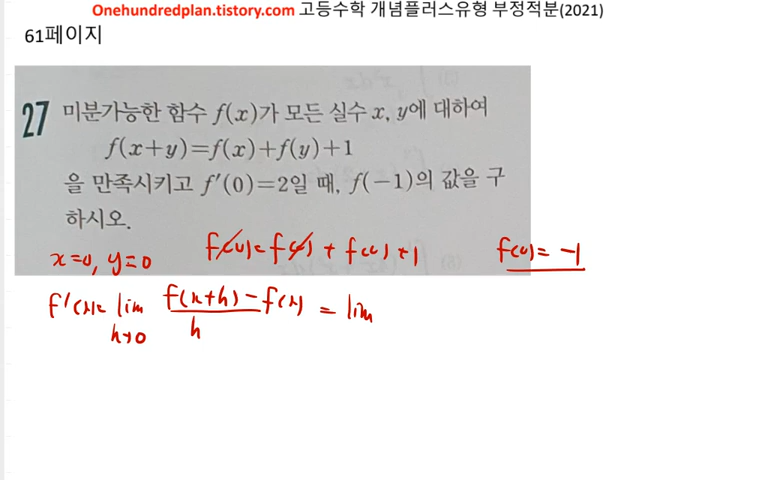 Onehundredplan.tistory.com 고등수학 개념플러스유형 부정적분(2021)
61페이지
27 미분가능한 함수 f(x)가 모든 실수 x, y에 대하여
f(x+y)=f(x)+f(y)+1
을 만족시키고 f′(0)=2일 때, f(-1)의 값을 구
하시오.
x=0, y=0 f(0)=f(0)+f(0)+1 f(0)=-1
f'(x)= lim h→0 f(x+h)-f(x) / h = lim